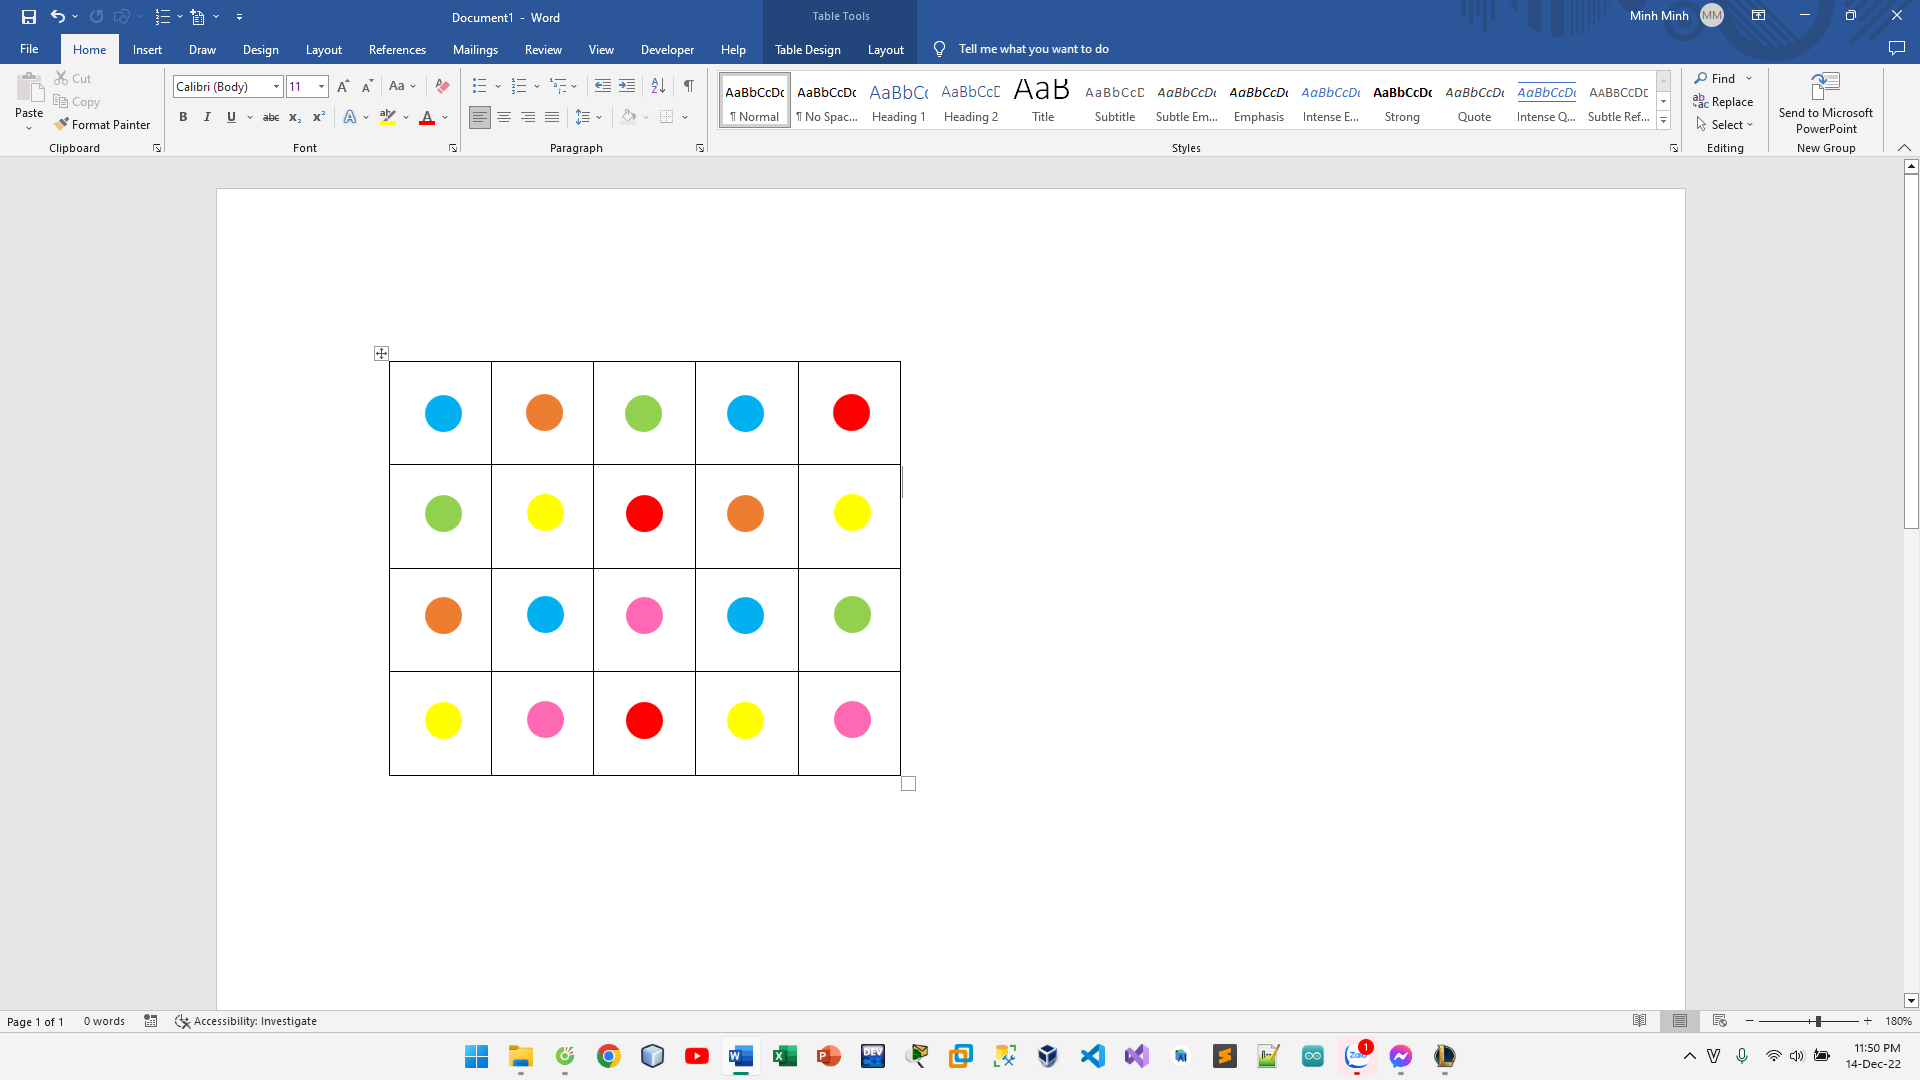 Document1 - Word
Table Tools
Minh Minh
MM
File
Home
Insert
Draw
Design
Layout
References
Mailings
Review
View
Developer
Help
Table Design
Layout
Tell me what you want to do
Paste
Cut
Copy
Format Painter
Clipboard
Calibri (Body)
11
Font
Paragraph
AaBbCcDc
¶ Normal
AaBbCcDc
¶ No Spac...
AaBbCc
Heading 1
AaBbCcD
Heading 2
AaB
Title
AaBbCcD
Subtitle
AaBbCcDc
Subtle Em...
AaBbCcDc
Emphasis
AaBbCcDc
Intense E...
AaBbCcDc
Strong
AaBbCcDc
Quote
AaBbCcDc
Intense Q...
AABBCCDE
Subtle Ref...
Styles
Find
Replace
Select
Editing
Send to Microsoft
PowerPoint
New Group
Page 1 of 1
0 words
Accessibility: Investigate
180%
DEV
Zalo
1
11:50 PM
14-Dec-22